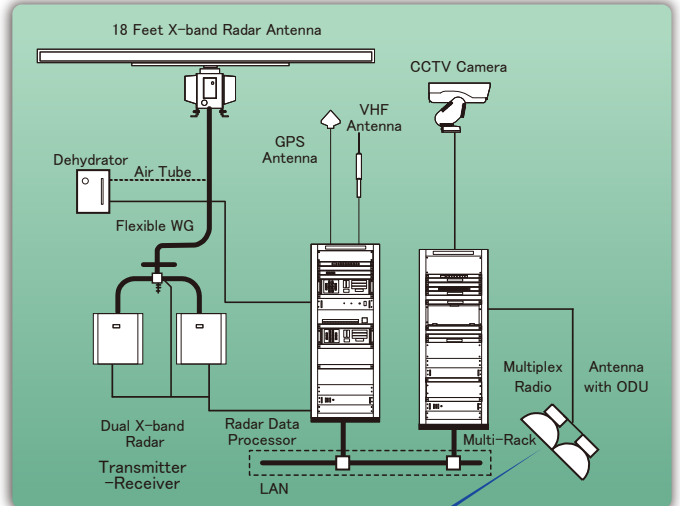 18 Feet X-band Radar Antenna
CCTV Camera
VHF
Antenna
GPS
Antenna
Dehydrator
Air Tube
Flexible WG
Multiplex
Radio
Antenna
with ODU
Dual X-band
Radar
Transmitter
-Receiver
Radar Data
Processor
Multi-Rack
LAN